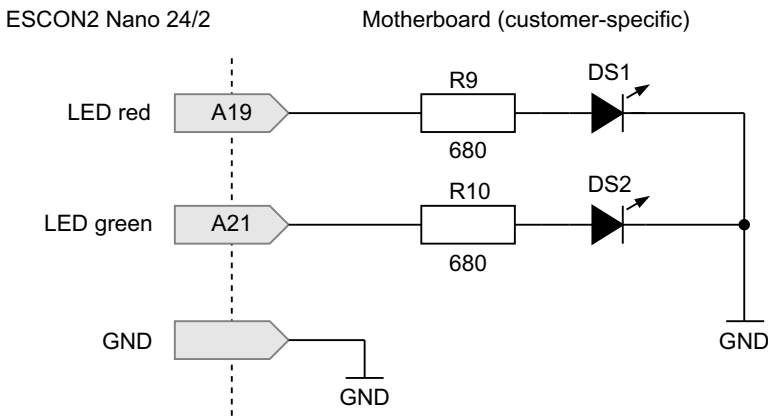 ESCON2 Nano 24/2
Motherboard (customer-specific)
R9
DS1
LED red
A19
680
R10
DS2
LED green
A21
680
GND
GND
GND